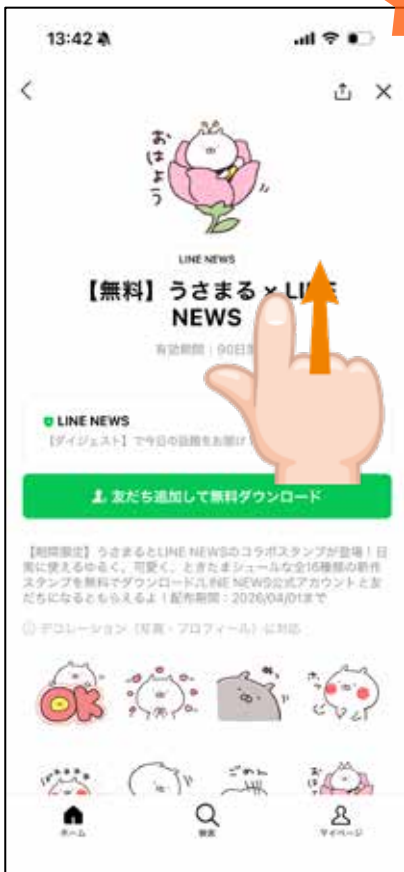 13:42
おはよう
LINE NEWS
【無料】うさまる × LINE
NEWS
有効期間：90日
LINE NEWS
【ダイジェスト】で今日の話題をお届け
友だち追加して無料ダウンロード
【期間限定】うさまるとLINE NEWSのコラボスタンプが登場！日
常に使えるゆるく、可愛く、ときたまシュールな全16種類の新作
スタンプを無料でダウンロード♪LINE NEWS公式アカウントと友
だちになるともらえるよ！配布期間：2026/04/01まで
デコレーション（写真・プロフィール）に対応
OK
ごめん
おは
ホーム
検索
マイページ